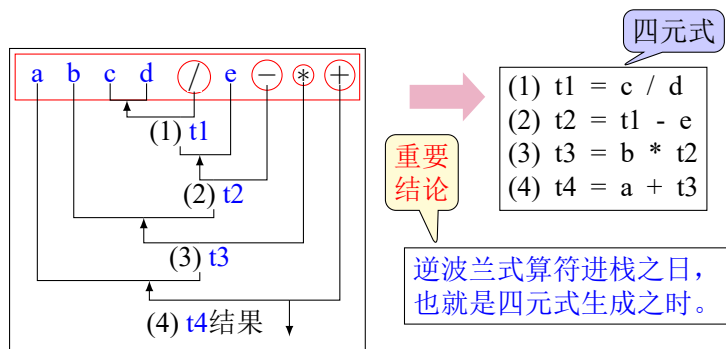 a b c d / e − * +
(1) t1
(2) t2
(3) t3
(4) t4结果
四元式
(1) t1 = c / d
(2) t2 = t1 - e
(3) t3 = b * t2
(4) t4 = a + t3
重要
结论
逆波兰式算符进栈之日，
也就是四元式生成之时。